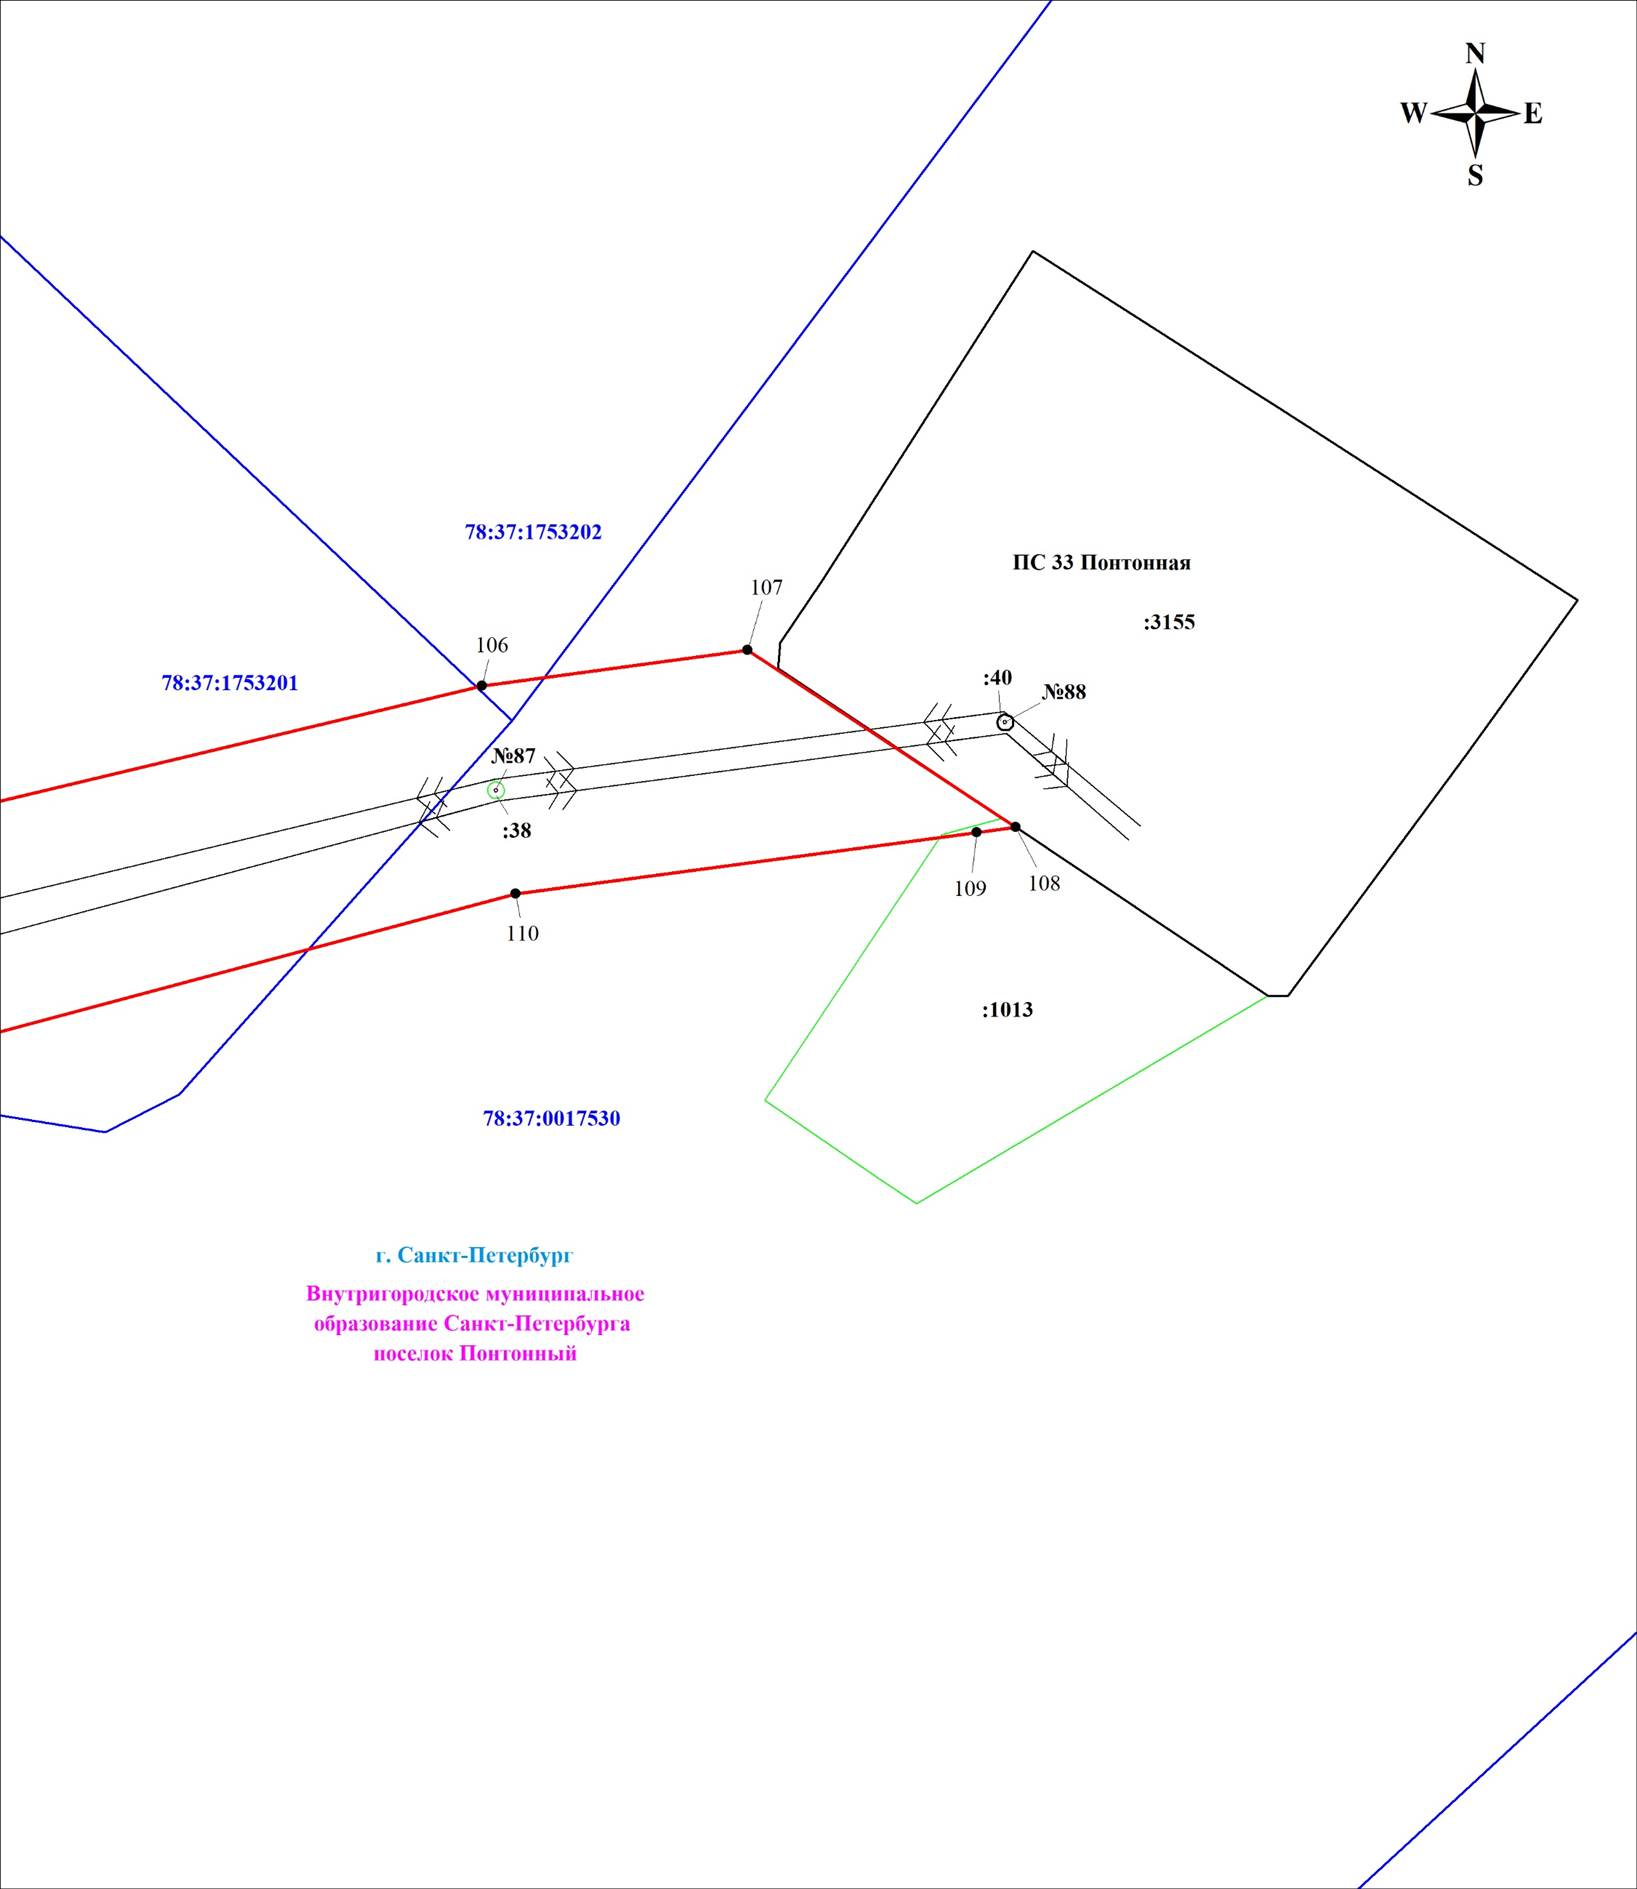 N
W E
S
78:37:1753202
ПС 33 Понтонная
107
:3155
106
:40
78:37:1753201
№88
№87
:38
109
108
110
:1013
78:37:0017530
г. Санкт-Петербург
Внутригородское муниципальное
образование Санкт-Петербурга
поселок Понтонный